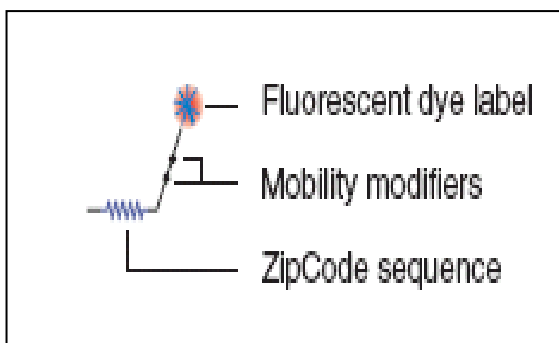 Fluorescent dye label
Mobility modifiers
ZipCode sequence